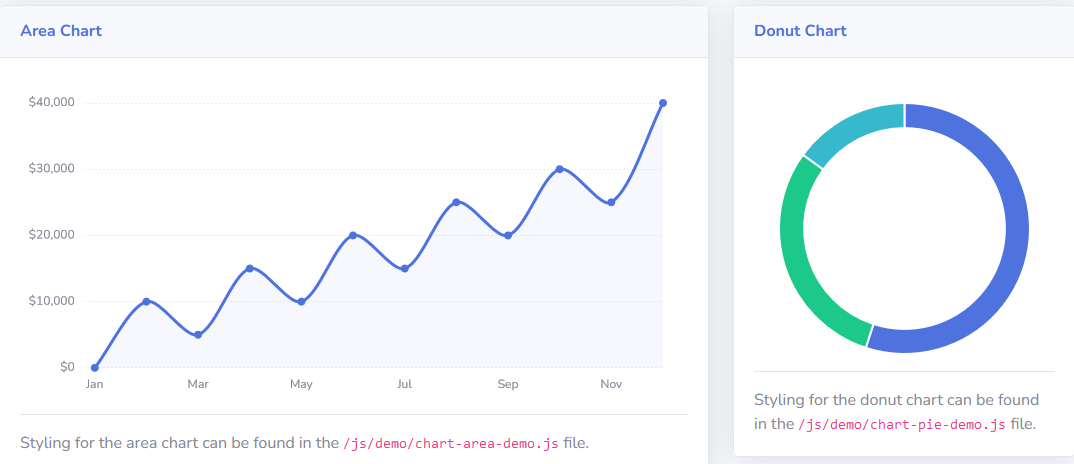 Area Chart
$40,000
$30,000
$20,000
$10,000
$0
Jan Mar May Jul Sep Nov
Styling for the area chart can be found in the /js/demo/chart-area-demo.js file.
Donut Chart
Styling for the donut chart can be found
in the /js/demo/chart-pie-demo.js file.